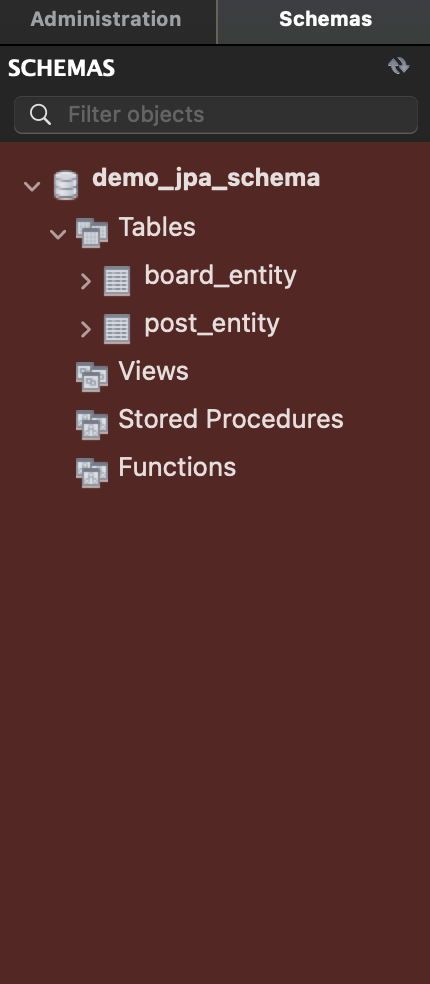 Administration Schemas
SCHEMAS
Filter objects
demo_jpa_schema
Tables
board_entity
post_entity
Views
Stored Procedures
Functions